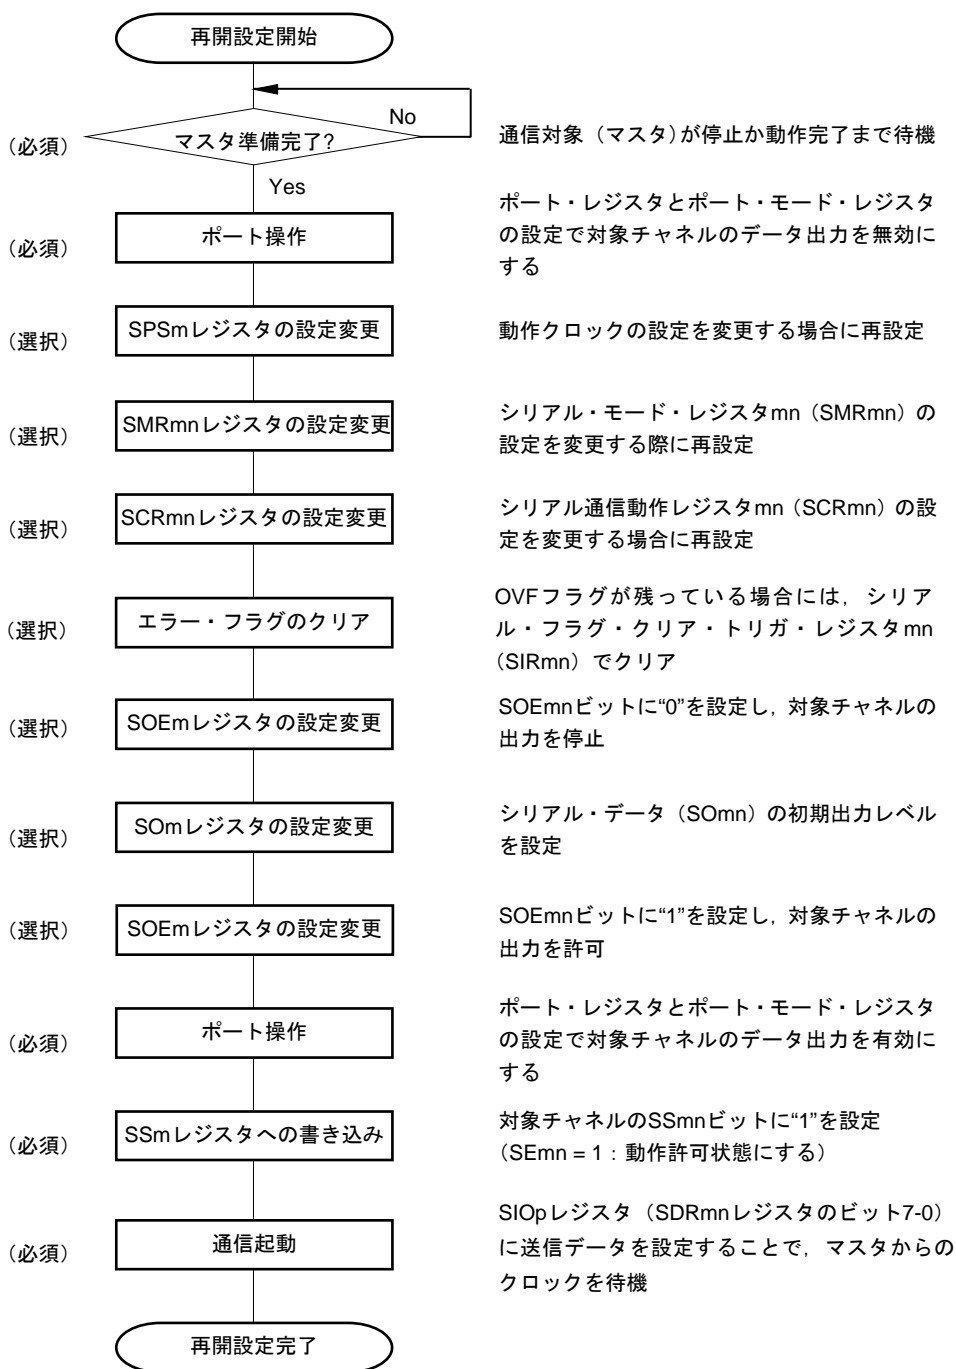 再開設定開始
No
(必須)
マスタ準備完了?
通信対象（マスタ)が停止か動作完了まで待機
Yes
(必須)
ポート操作
ポート・レジスタとポート・モード・レジスタ
の設定で対象チャネルのデータ出力を無効に
する
(選択)
SPSmレジスタの設定変更
動作クロックの設定を変更する場合に再設定
(選択)
SMRmnレジスタの設定変更
シリアル・モード・レジスタmn（SMRmn）の
設定を変更する際に再設定
(選択)
SCRmnレジスタの設定変更
シリアル通信動作レジスタmn（SCRmn）の設
定を変更する場合に再設定
(選択)
エラー・フラグのクリア
OVFフラグが残っている場合には，シリア
ル・フラグ・クリア・トリガ・レジスタmn
（SIRmn）でクリア
(選択)
SOEmレジスタの設定変更
SOEmnビットに“0”を設定し，対象チャネルの
出力を停止
(選択)
SOmレジスタの設定変更
シリアル・データ（SOmn）の初期出力レベル
を設定
(選択)
SOEmレジスタの設定変更
SOEmnビットに“1”を設定し，対象チャネルの
出力を許可
(必須)
ポート操作
ポート・レジスタとポート・モード・レジスタ
の設定で対象チャネルのデータ出力を有効に
する
(必須)
SSmレジスタへの書き込み
対象チャネルのSSmnビットに“1”を設定
（SEmn = 1：動作許可状態にする）
(必須)
通信起動
SIOpレジスタ（SDRmnレジスタのビット7-0）
に送信データを設定することで，マスタからの
クロックを待機
再開設定完了